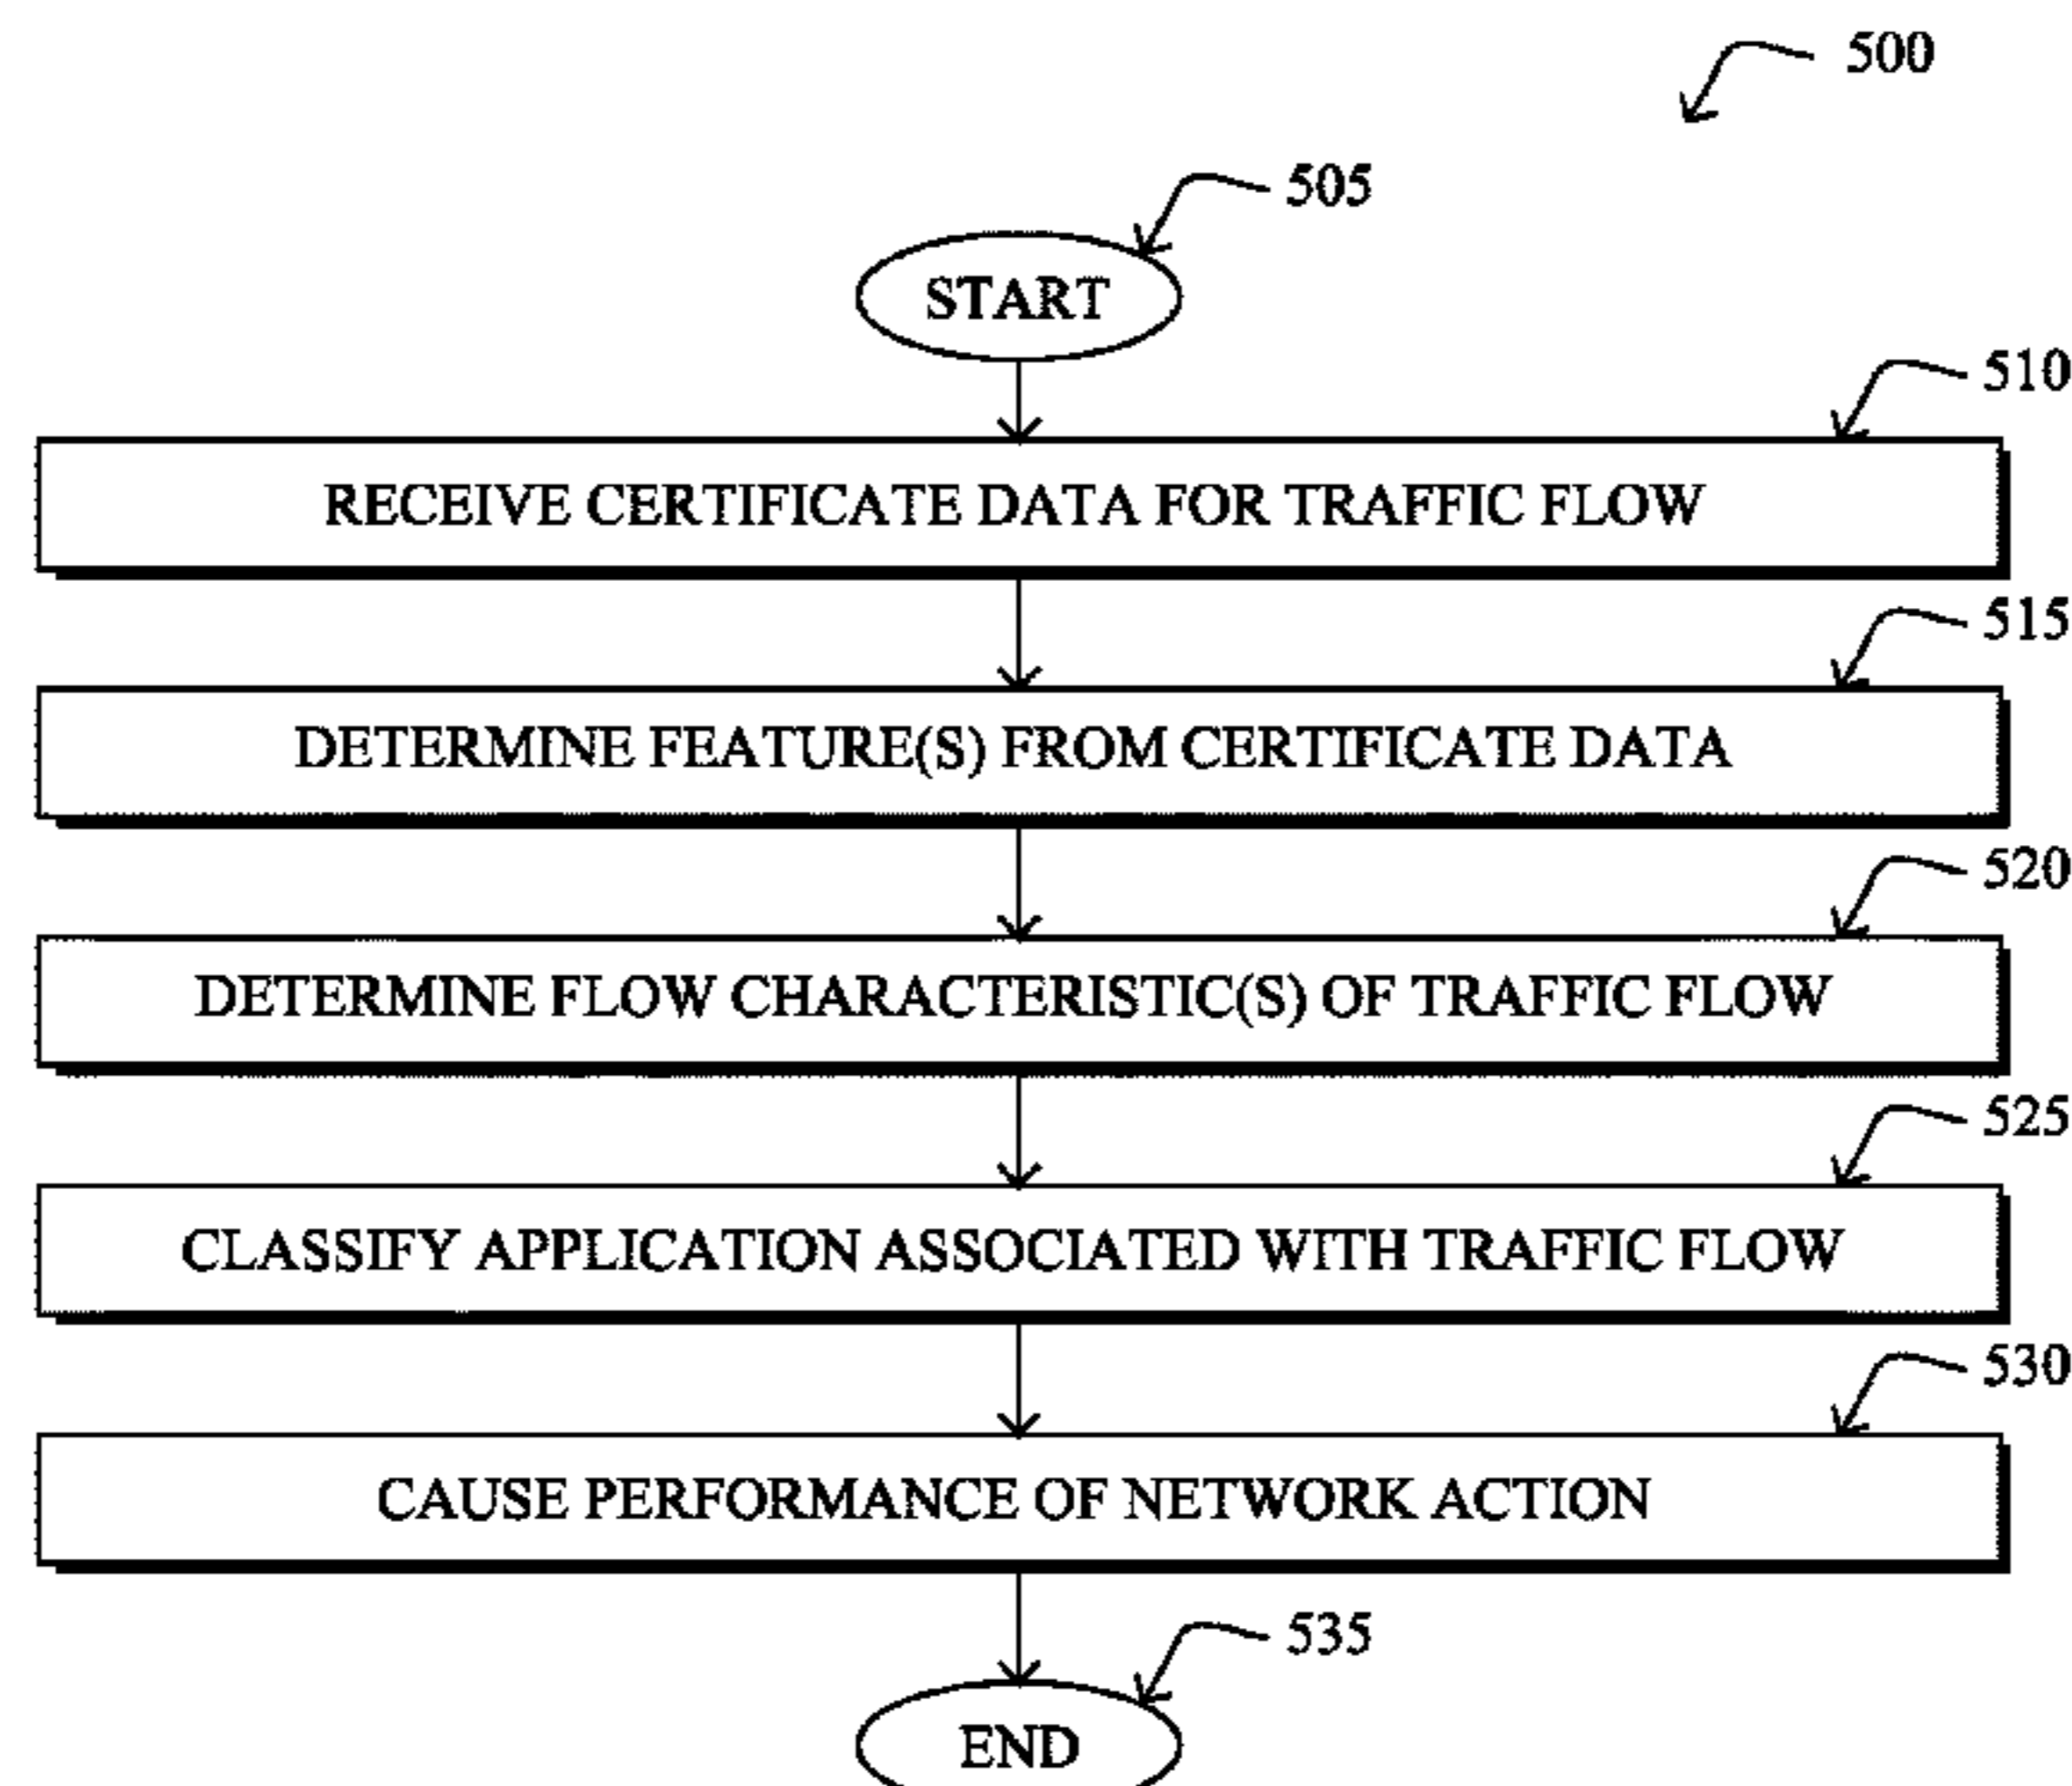 500
505
START
510
RECEIVE CERTIFICATE DATA FOR TRAFFIC FLOW
515
DETERMINE FEATURE(S) FROM CERTIFICATE DATA
520
DETERMINE FLOW CHARACTERISTIC(S) OF TRAFFIC FLOW
525
CLASSIFY APPLICATION ASSOCIATED WITH TRAFFIC FLOW
530
CAUSE PERFORMANCE OF NETWORK ACTION
535
END